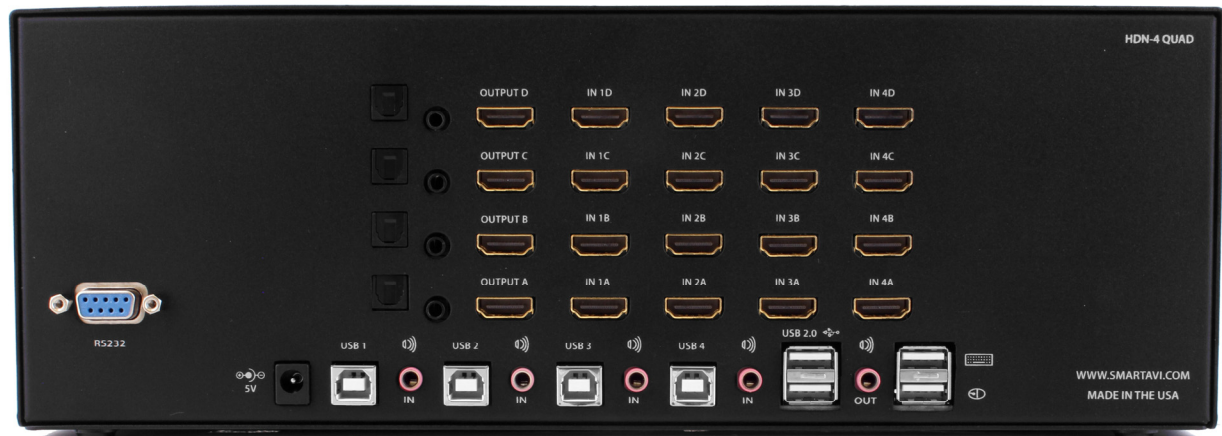 HDN-4 QUAD
OUTPUT D IN 1D IN 2D IN 3D IN 4D
OUTPUT C IN 1C IN 2C IN 3C IN 4C
OUTPUT B IN 1B IN 2B IN 3B IN 4B
OUTPUT A IN 1A IN 2A IN 3A IN 4A
RS232
USB 2.0
USB 1 USB 2 USB 3 USB 4
5V
IN IN IN IN OUT
WWW.SMARTAVI.COM
MADE IN THE USA